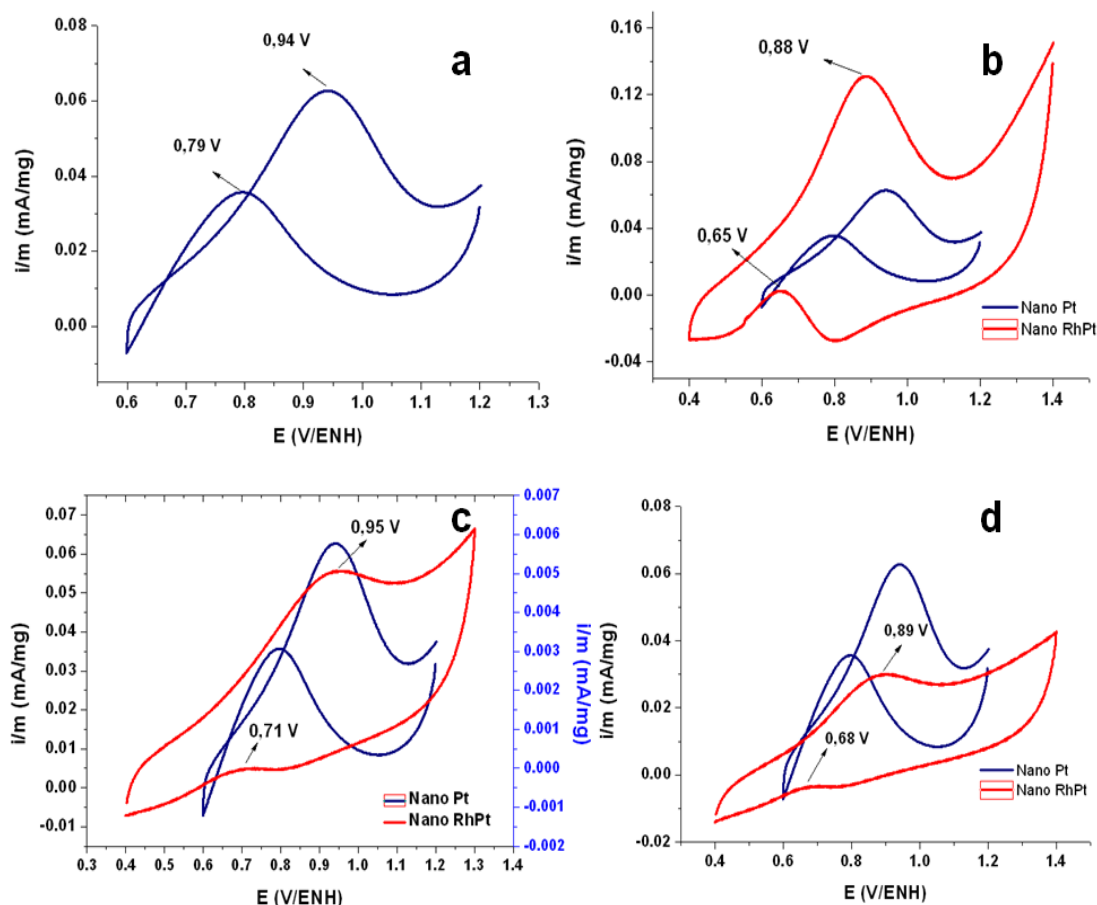 a
0.08
0.06
0.04
0.02
0.00
i/m (mA/mg)
0,94 V
0,79 V
0.6 0.7 0.8 0.9 1.0 1.1 1.2 1.3
E (V/ENH)
b
0.16
0.12
0.08
0.04
0.00
-0.04
i/m (mA/mg)
0,88 V
0,65 V
Nano Pt
Nano RhPt
0.4 0.6 0.8 1.0 1.2 1.4
E (V/ENH)
c
0.07
0.06
0.05
0.04
0.03
0.02
0.01
0.00
-0.01
i/m (mA/mg)
0,95 V
0,71 V
Nano Pt
Nano RhPt
0.007
0.006
0.005
0.004
0.003
0.002
0.001
0.000
-0.001
-0.002
i/m (mA/mg)
0.3 0.4 0.5 0.6 0.7 0.8 0.9 1.0 1.1 1.2 1.3 1.4
E (V/ENH)
d
0.08
0.06
0.04
0.02
0.00
-0.02
i/m (mA/mg)
0,89 V
0,68 V
Nano Pt
Nano RhPt
0.4 0.6 0.8 1.0 1.2 1.4
E (V/ENH)